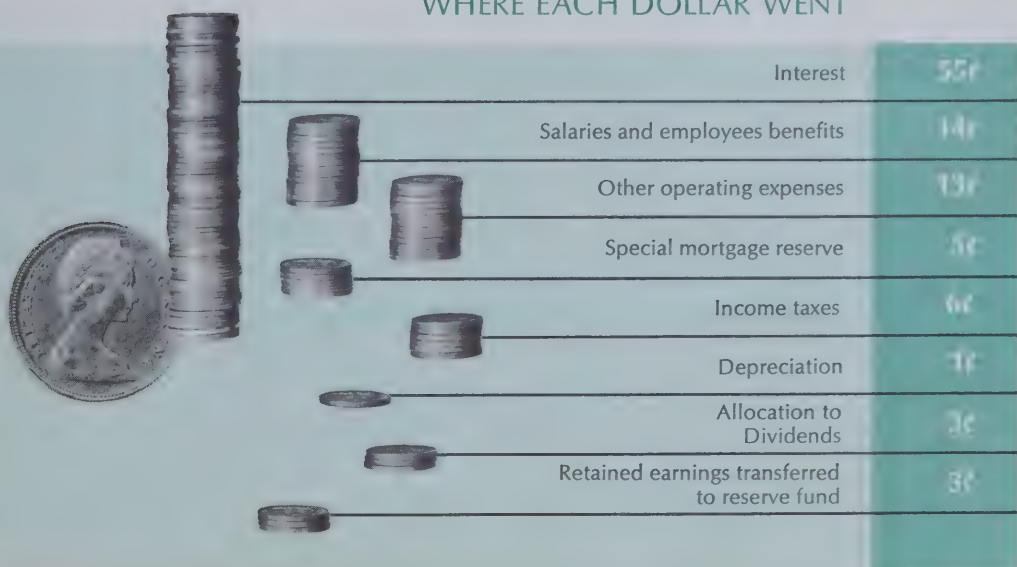 WHERE EACH DOLLAR WENT
Interest 55¢
Salaries and employees benefits 14¢
Other operating expenses 13¢
Special mortgage reserve 5¢
Income taxes 6¢
Depreciation 1¢
Allocation to
Dividends 3¢
Retained earnings transferred
to reserve fund 3¢